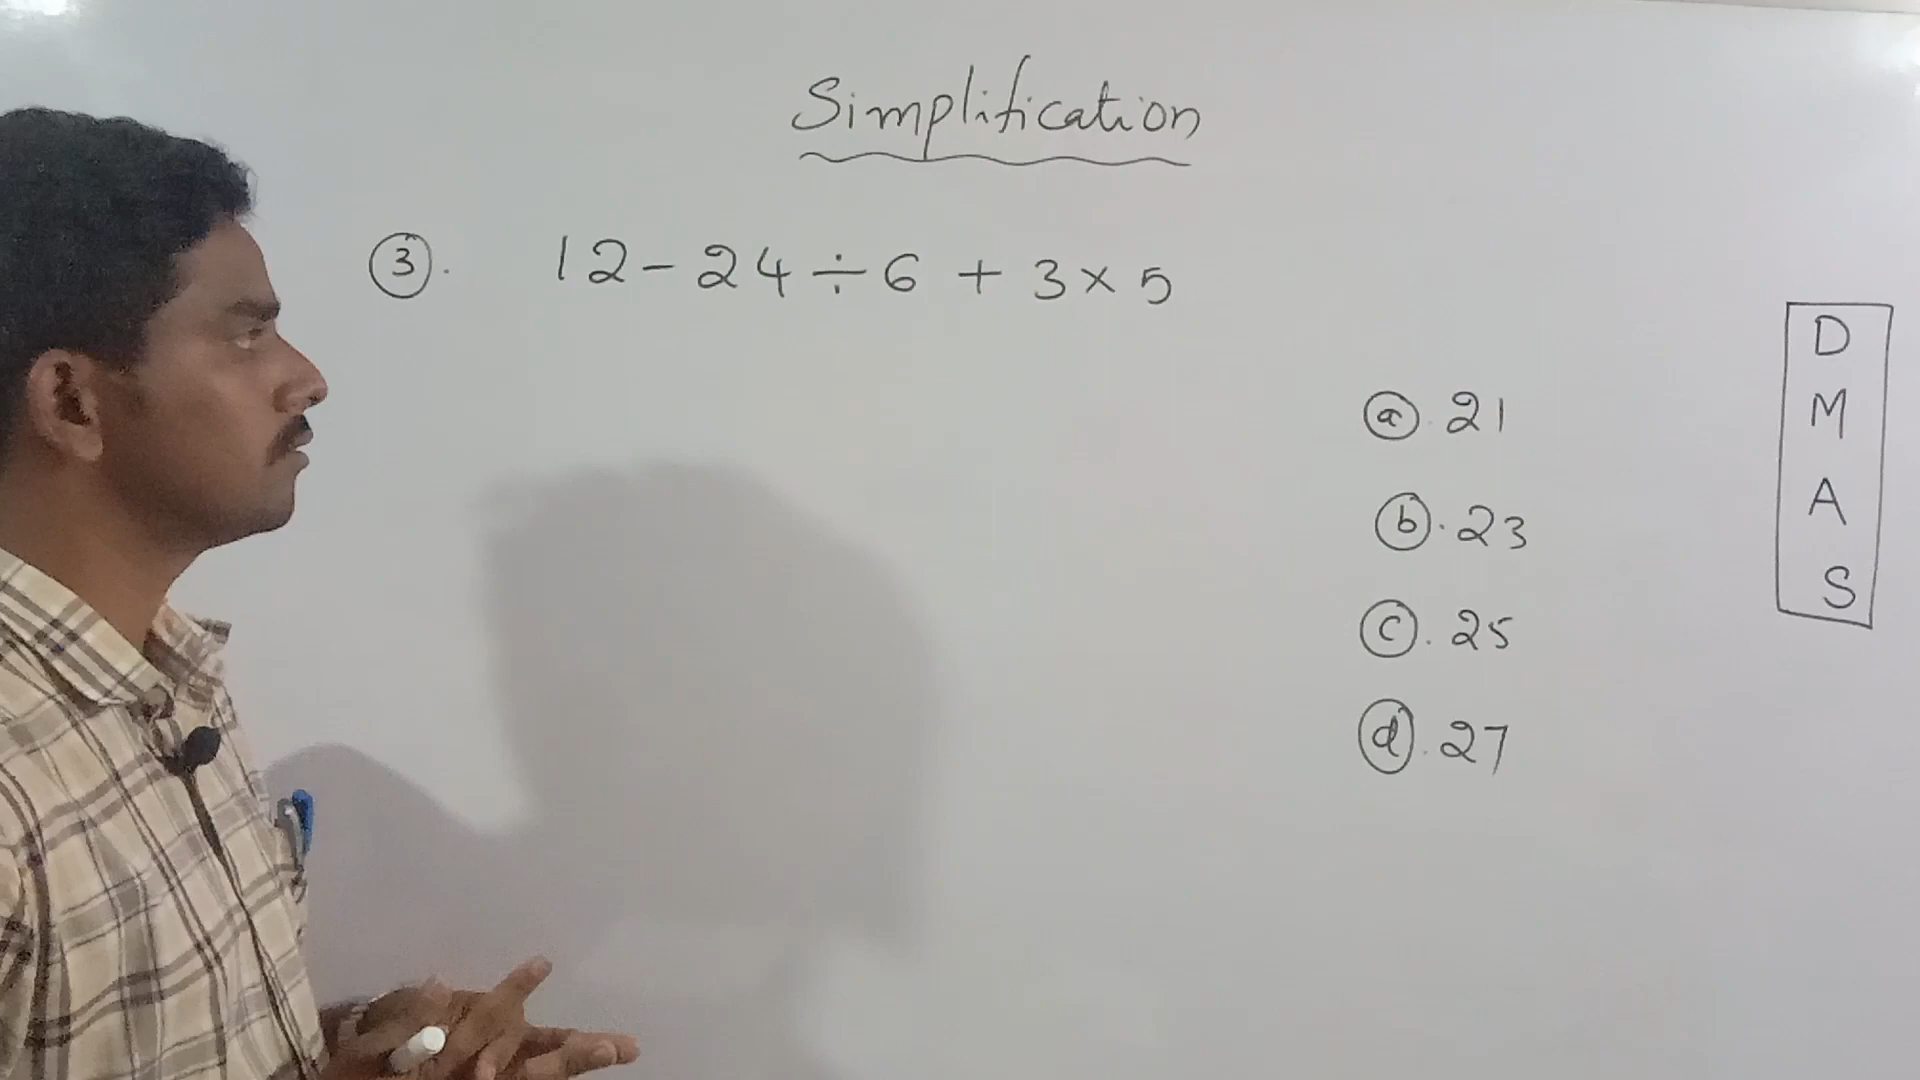 Simplification
③. 12 - 24 ÷ 6 + 3 × 5
ⓐ. 21
ⓑ. 23
ⓒ. 25
ⓓ. 27
D
M
A
S